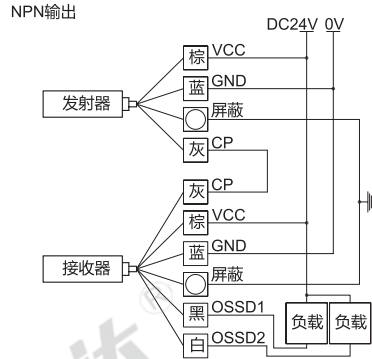 NPN输出
DC24V 0V
棕 VCC
蓝 GND
发射器
屏蔽
灰 CP
灰 CP
棕 VCC
蓝 GND
接收器
屏蔽
黑 OSSD1
负载 负载
白 OSSD2
®